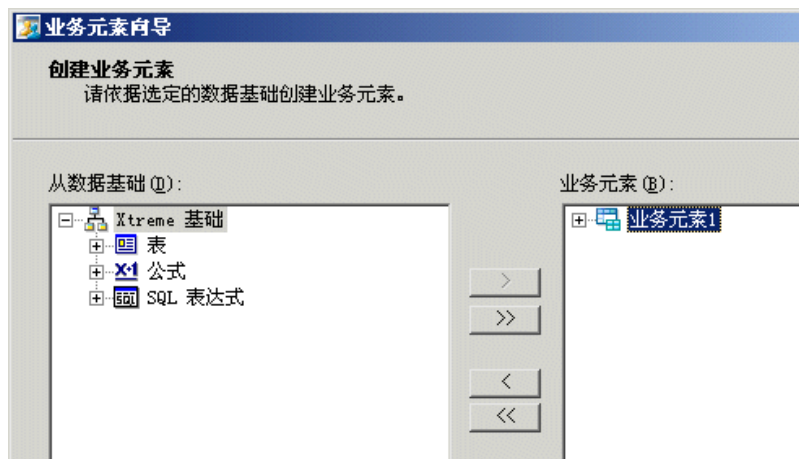 业务元素向导
创建业务元素
请依据选定的数据基础创建业务元素。
从数据基础(D):
业务元素(B):
Xtreme 基础
表
X+1 公式
SQL SQL 表达式
业务元素1
>
>>
<
<<